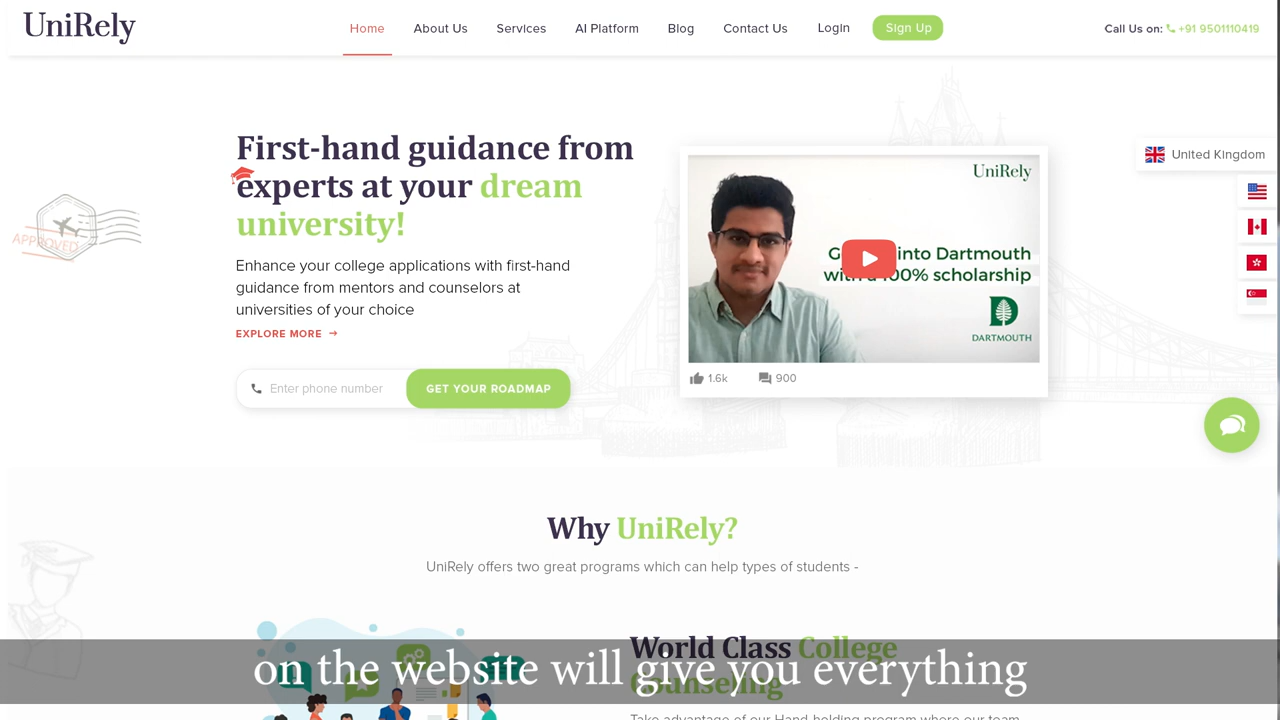 UniRely
Home About Us Services AI Platform Blog Contact Us Login Sign Up
Call Us on: +91 9501110419
First-hand guidance from
experts at your dream
university!
Enhance your college applications with first-hand
guidance from mentors and counselors at
universities of your choice
EXPLORE MORE →
Enter phone number GET YOUR ROADMAP
APPROVED
UniRely
into Dartmouth
with a 100% scholarship
DARTMOUTH
1.6k 900
United Kingdom
Why UniRely?
UniRely offers two great programs which can help types of students -
World Class College
Counseling
Take advantage of our Hand-holding program where our team
on the website will give you everything